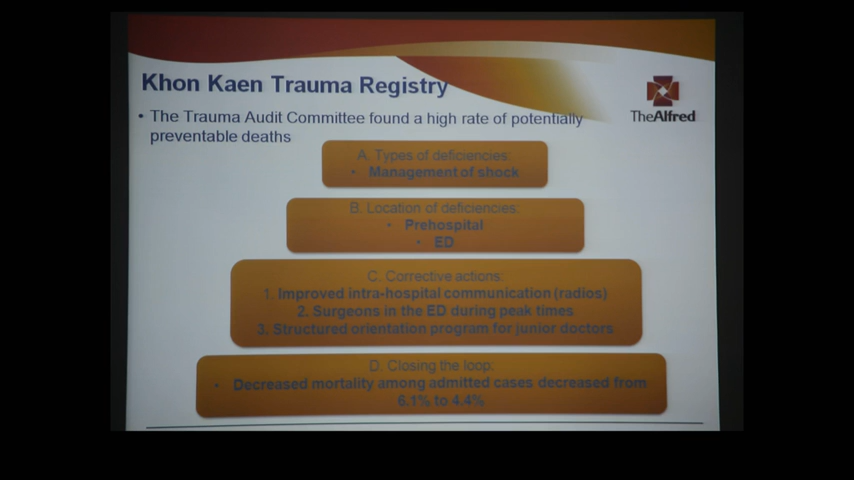 Khon Kaen Trauma Registry
TheAlfred
• The Trauma Audit Committee found a high rate of potentially
preventable deaths
A. Types of deficiencies:
• Management of shock
B. Location of deficiencies:
• Prehospital
• ED
C. Corrective actions:
1. Improved intra-hospital communication (radios)
2. Surgeons in the ED during peak times
3. Structured orientation program for junior doctors
D. Closing the loop:
• Decreased mortality among admitted cases decreased from
6.1% to 4.4%